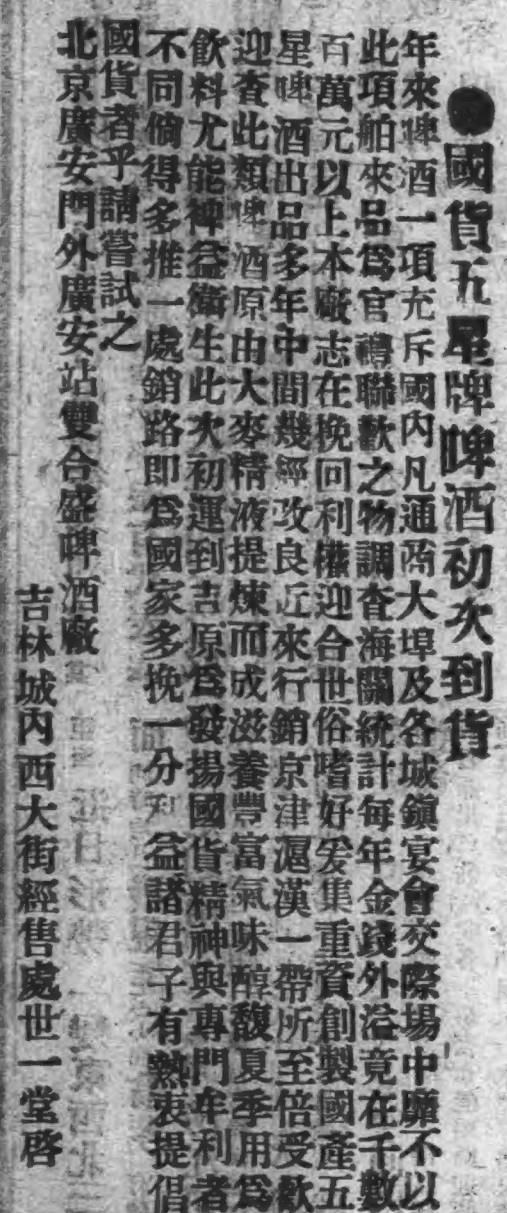 ●國貨五星牌啤酒初次到貨
年來啤酒一項充斥國內凡通商大埠及各城鎮宴會交際場中靡不以
此項舶來品爲官禮聯歡之物調查海關統計每年金錢外溢竟在千數
百萬元以上本廠志在挽回利權迎合世俗嗜好爰集重資創製國產五
星啤酒出品多年中間幾經改良近來行銷京津滬漢一帶所至倍受歡
迎查此類啤酒原由大麥精液提煉而成滋養豐富氣味醇馥夏季用爲
飲料尤能裨益衛生此次初運到吉原爲發揚國貨精神與專門牟利者
不同倘得多推一處銷路即爲國家多挽一分利益諸君子有熱衷提倡
國貨者乎請嘗試之
北京廣安門外廣安站雙合盛啤酒廠
吉林城內西大街經售處世一堂啓